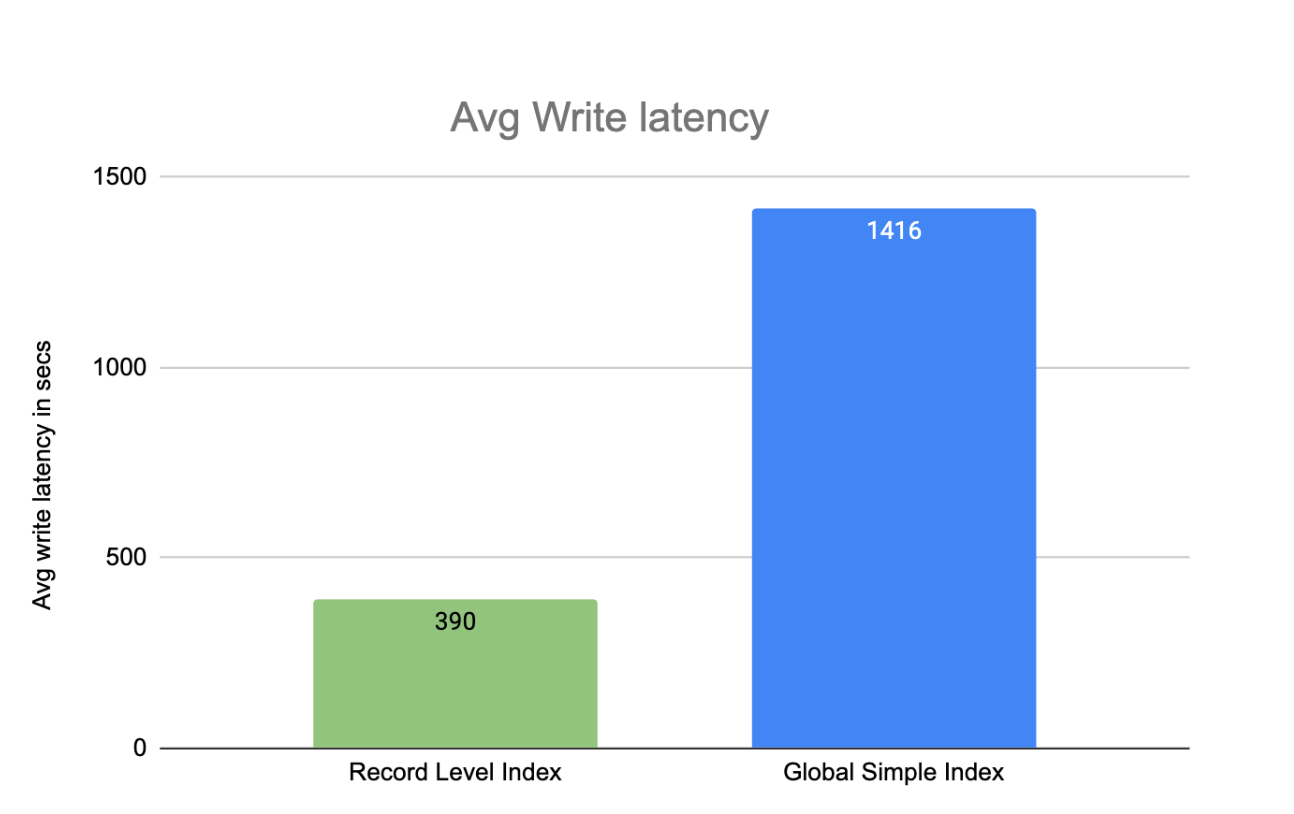 Avg Write latency
1500
1000
500
0
Avg write latency in secs
1416
390
Record Level Index
Global Simple Index